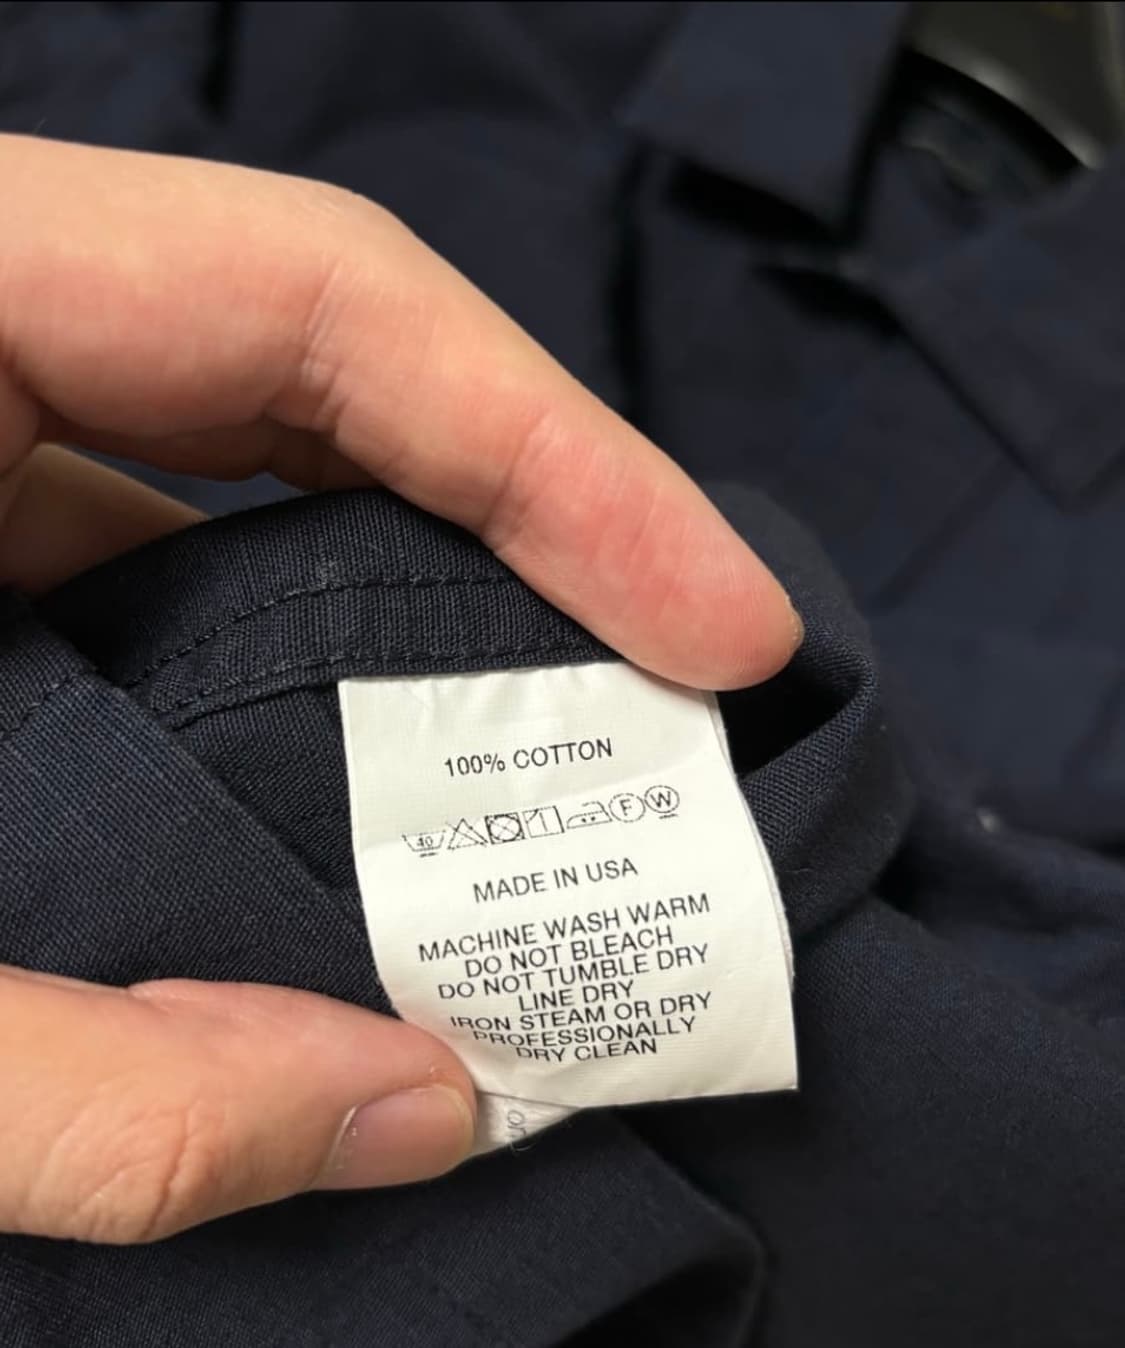 100% COTTON
40 F W
MADE IN USA
MACHINE WASH WARM
DO NOT BLEACH
DO NOT TUMBLE DRY
LINE DRY
IRON STEAM OR DRY
PROFESSIONALLY
DRY CLEAN